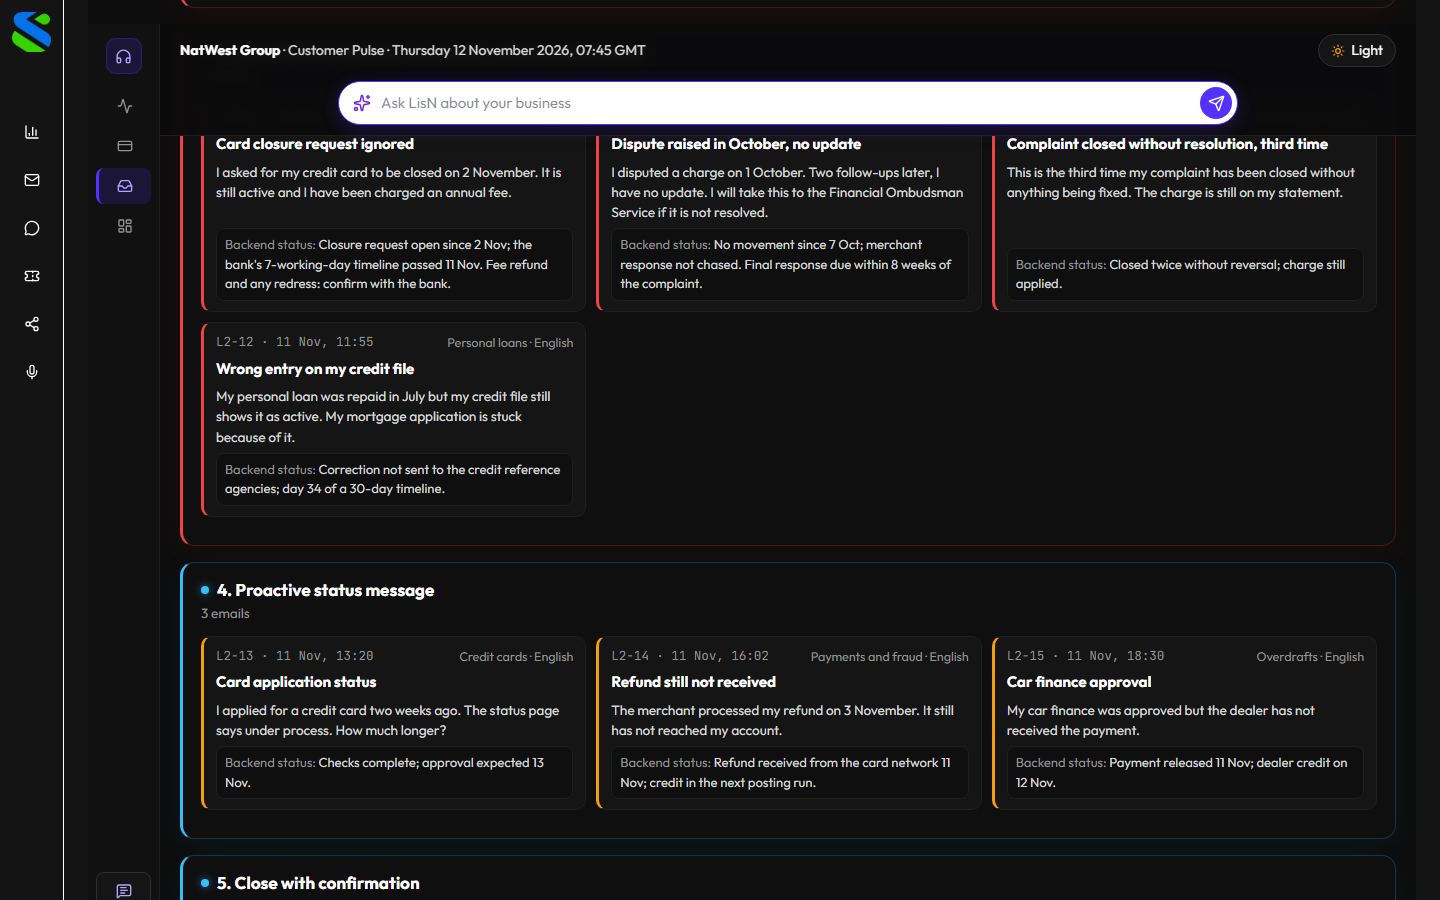 NatWest Group · Customer Pulse · Thursday 12 November 2026, 07:45 GMT
Light
Ask LisN about your business
Card closure request ignored
I asked for my credit card to be closed on 2 November. It is
still active and I have been charged an annual fee.
Backend status: Closure request open since 2 Nov; the
bank's 7-working-day timeline passed 11 Nov. Fee refund
and any redress: confirm with the bank.
Dispute raised in October, no update
I disputed a charge on 1 October. Two follow-ups later, I
have no update. I will take this to the Financial Ombudsman
Service if it is not resolved.
Backend status: No movement since 7 Oct; merchant
response not chased. Final response due within 8 weeks of
the complaint.
Complaint closed without resolution, third time
This is the third time my complaint has been closed without
anything being fixed. The charge is still on my statement.
Backend status: Closed twice without reversal; charge still
applied.
L2-12 · 11 Nov, 11:55
Personal loans · English
Wrong entry on my credit file
My personal loan was repaid in July but my credit file still
shows it as active. My mortgage application is stuck
because of it.
Backend status: Correction not sent to the credit reference
agencies; day 34 of a 30-day timeline.
4. Proactive status message
3 emails
L2-13 · 11 Nov, 13:20
Credit cards · English
Card application status
I applied for a credit card two weeks ago. The status page
says under process. How much longer?
Backend status: Checks complete; approval expected 13
Nov.
L2-14 · 11 Nov, 16:02
Payments and fraud · English
Refund still not received
The merchant processed my refund on 3 November. It still
has not reached my account.
Backend status: Refund received from the card network 11
Nov; credit in the next posting run.
L2-15 · 11 Nov, 18:30
Overdrafts · English
Car finance approval
My car finance was approved but the dealer has not
received the payment.
Backend status: Payment released 11 Nov; dealer credit on
12 Nov.
5. Close with confirmation